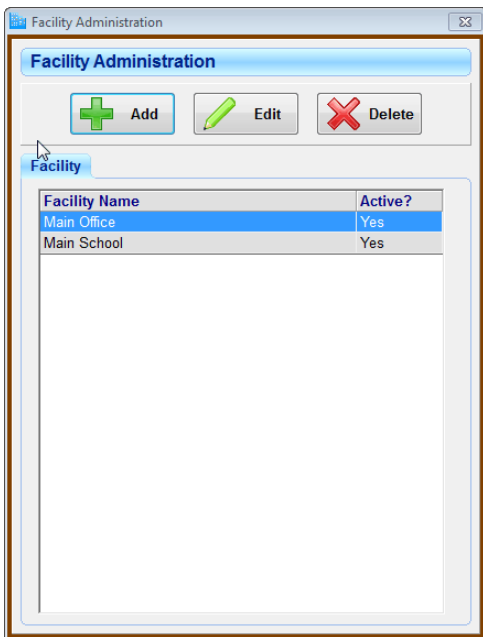 Facility Administration
Facility Administration
Add Edit Delete
Facility
Facility Name Active?
Main Office Yes
Main School Yes